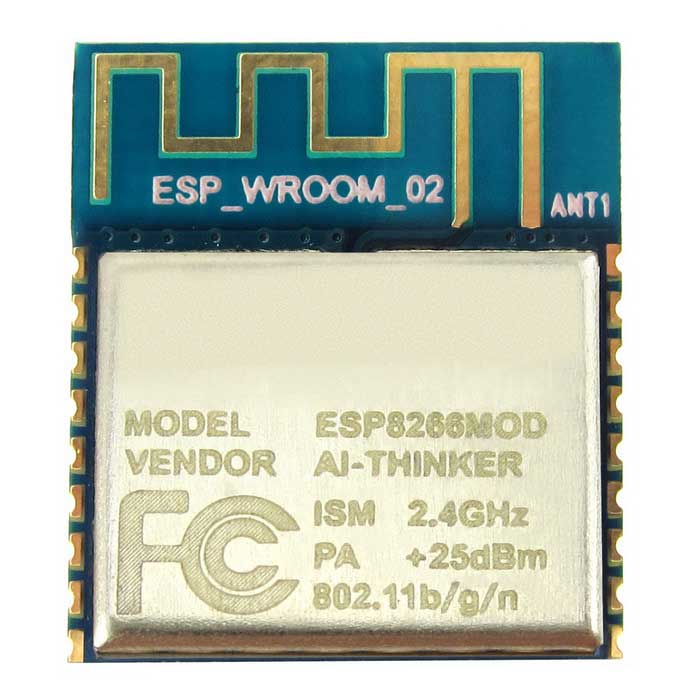 ESP_WROOM_02
ANT1
MODEL ESP8266MOD
VENDOR AI-THINKER
FC ISM 2.4GHz
PA +25dBm
802.11b/g/n